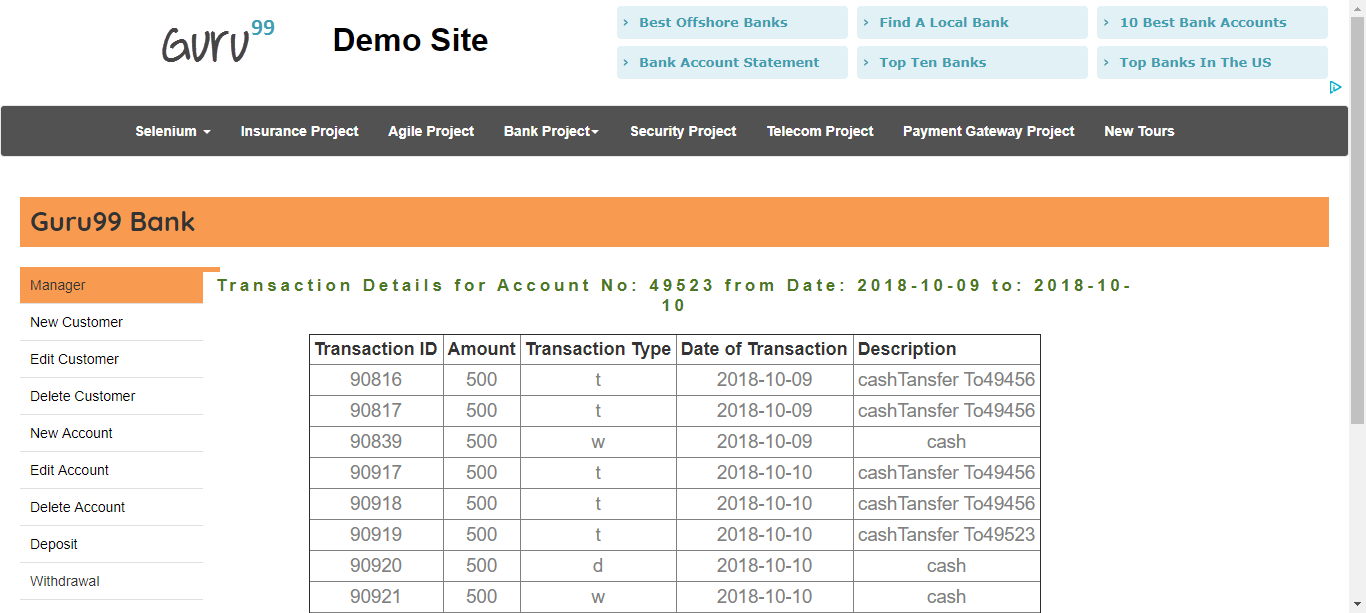 Guru99
Demo Site
› Best Offshore Banks
› Find A Local Bank
› 10 Best Bank Accounts
› Bank Account Statement
› Top Ten Banks
› Top Banks In The US
Selenium Insurance Project Agile Project Bank Project Security Project Telecom Project Payment Gateway Project New Tours
Guru99 Bank
Manager
New Customer
Edit Customer
Delete Customer
New Account
Edit Account
Delete Account
Deposit
Withdrawal
Transaction Details for Account No: 49523 from Date: 2018-10-09 to: 2018-10-
10
Transaction ID Amount Transaction Type Date of Transaction Description
90816 500 t 2018-10-09 cashTansfer To49456
90817 500 t 2018-10-09 cashTansfer To49456
90839 500 w 2018-10-09 cash
90917 500 t 2018-10-10 cashTansfer To49456
90918 500 t 2018-10-10 cashTansfer To49456
90919 500 t 2018-10-10 cashTansfer To49523
90920 500 d 2018-10-10 cash
90921 500 w 2018-10-10 cash